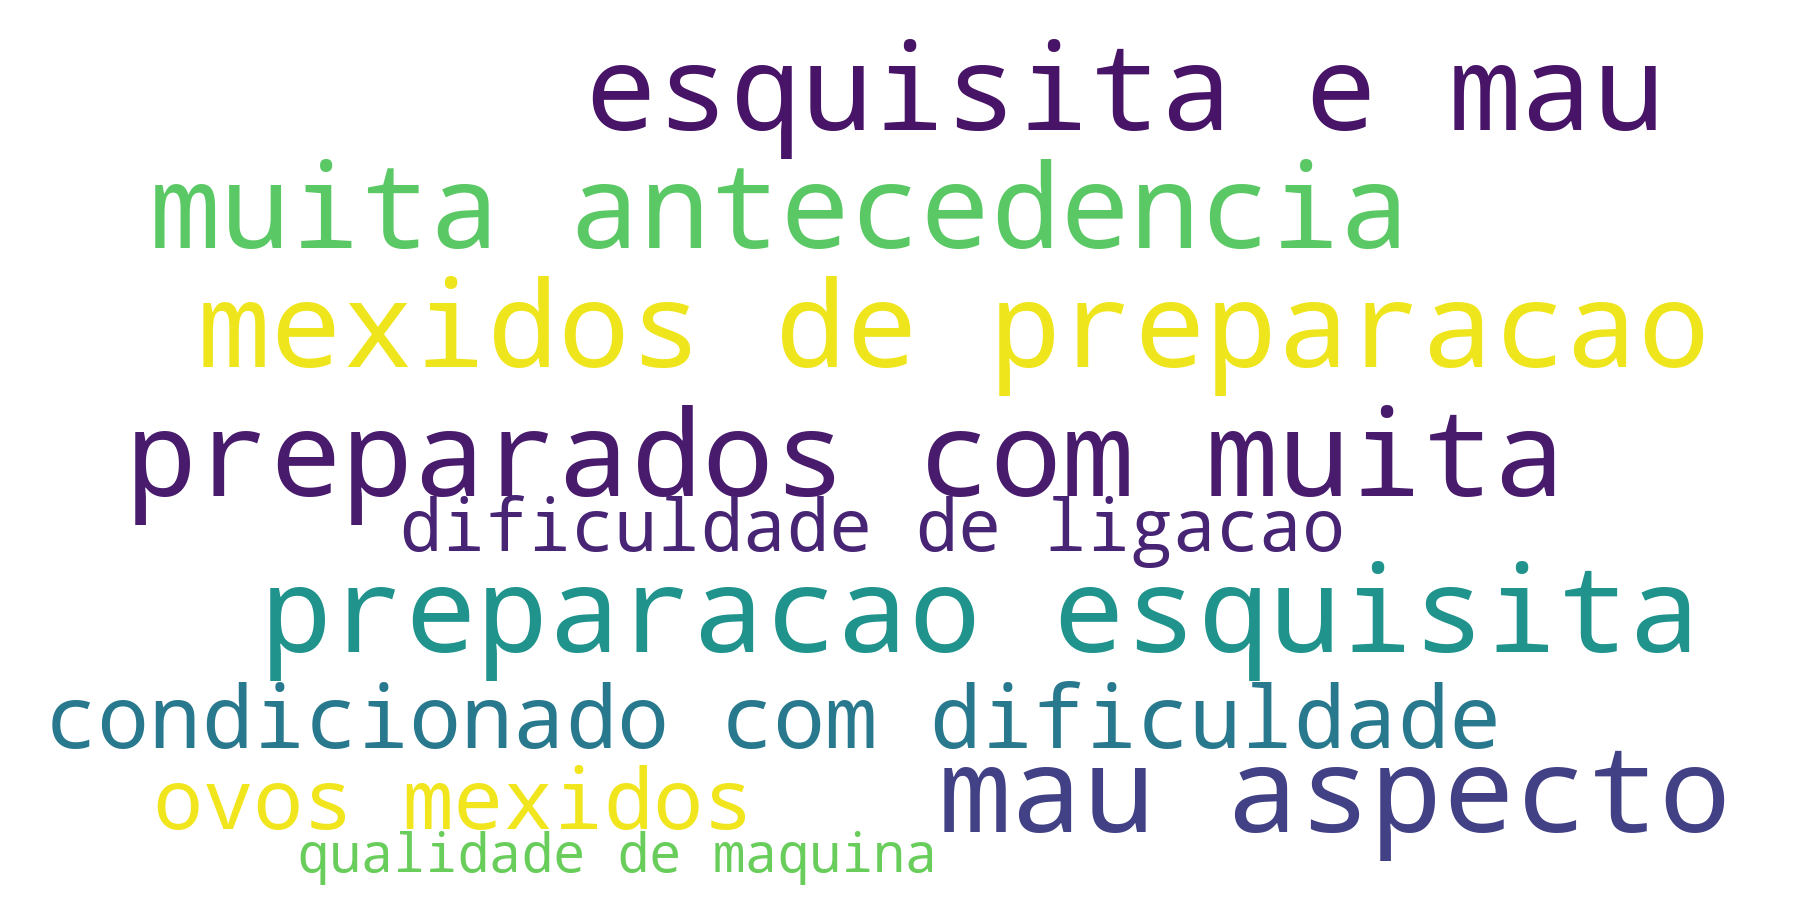 esquisita e mau
muita antecedencia
mexidos de preparacao
preparados com muita
dificuldade de ligacao
preparacao esquisita
condicionado com dificuldade
ovos mexidos
mau aspecto
qualidade de maquina